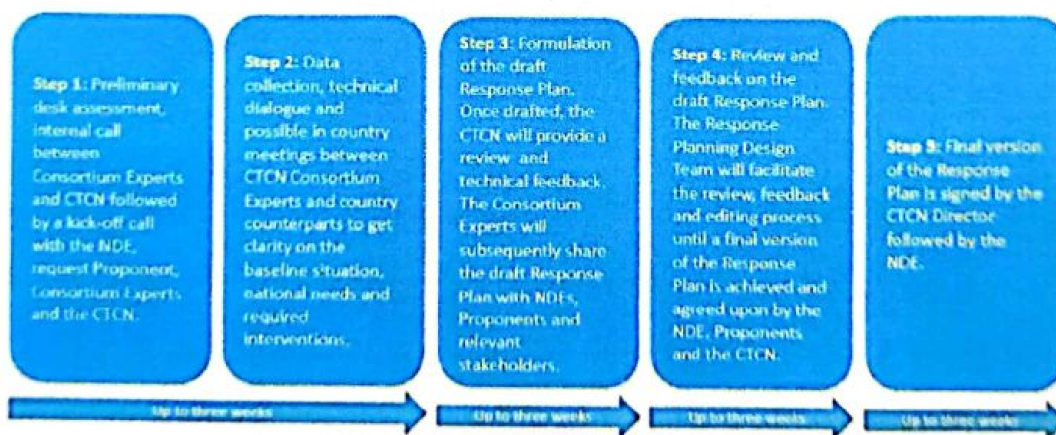 Step 1: Preliminary
desk assessment,
internal call
between
Consortium Experts
and CTCN followed
by a kick-off call
with the NDE,
request Proponent,
Consortium Experts
and the CTCN.
Step 2: Data
collection, technical
dialogue and
possible in country
meetings between
CTCN Consortium
Experts and country
counterparts to get
clarity on the
baseline situation,
national needs and
required
interventions.
Step 3: Formulation
of the draft
Response Plan.
Once drafted, the
CTCN will provide a
review and
technical feedback.
The Consortium
Experts will
subsequently share
the draft Response
Plan with NDEs,
Proponents and
relevant
stakeholders.
Step 4: Review and
feedback on the
draft Response Plan.
The Response
Planning Design
Team will facilitate
the review, feedback
and editing process
until a final version
of the Response
Plan is achieved and
agreed upon by the
NDE, Proponents
and the CTCN.
Step 5: Final version
of the Response
Plan is signed by the
CTCN Director
followed by the
NDE.
Up to three weeks
Up to three weeks
Up to three weeks
Up to three weeks